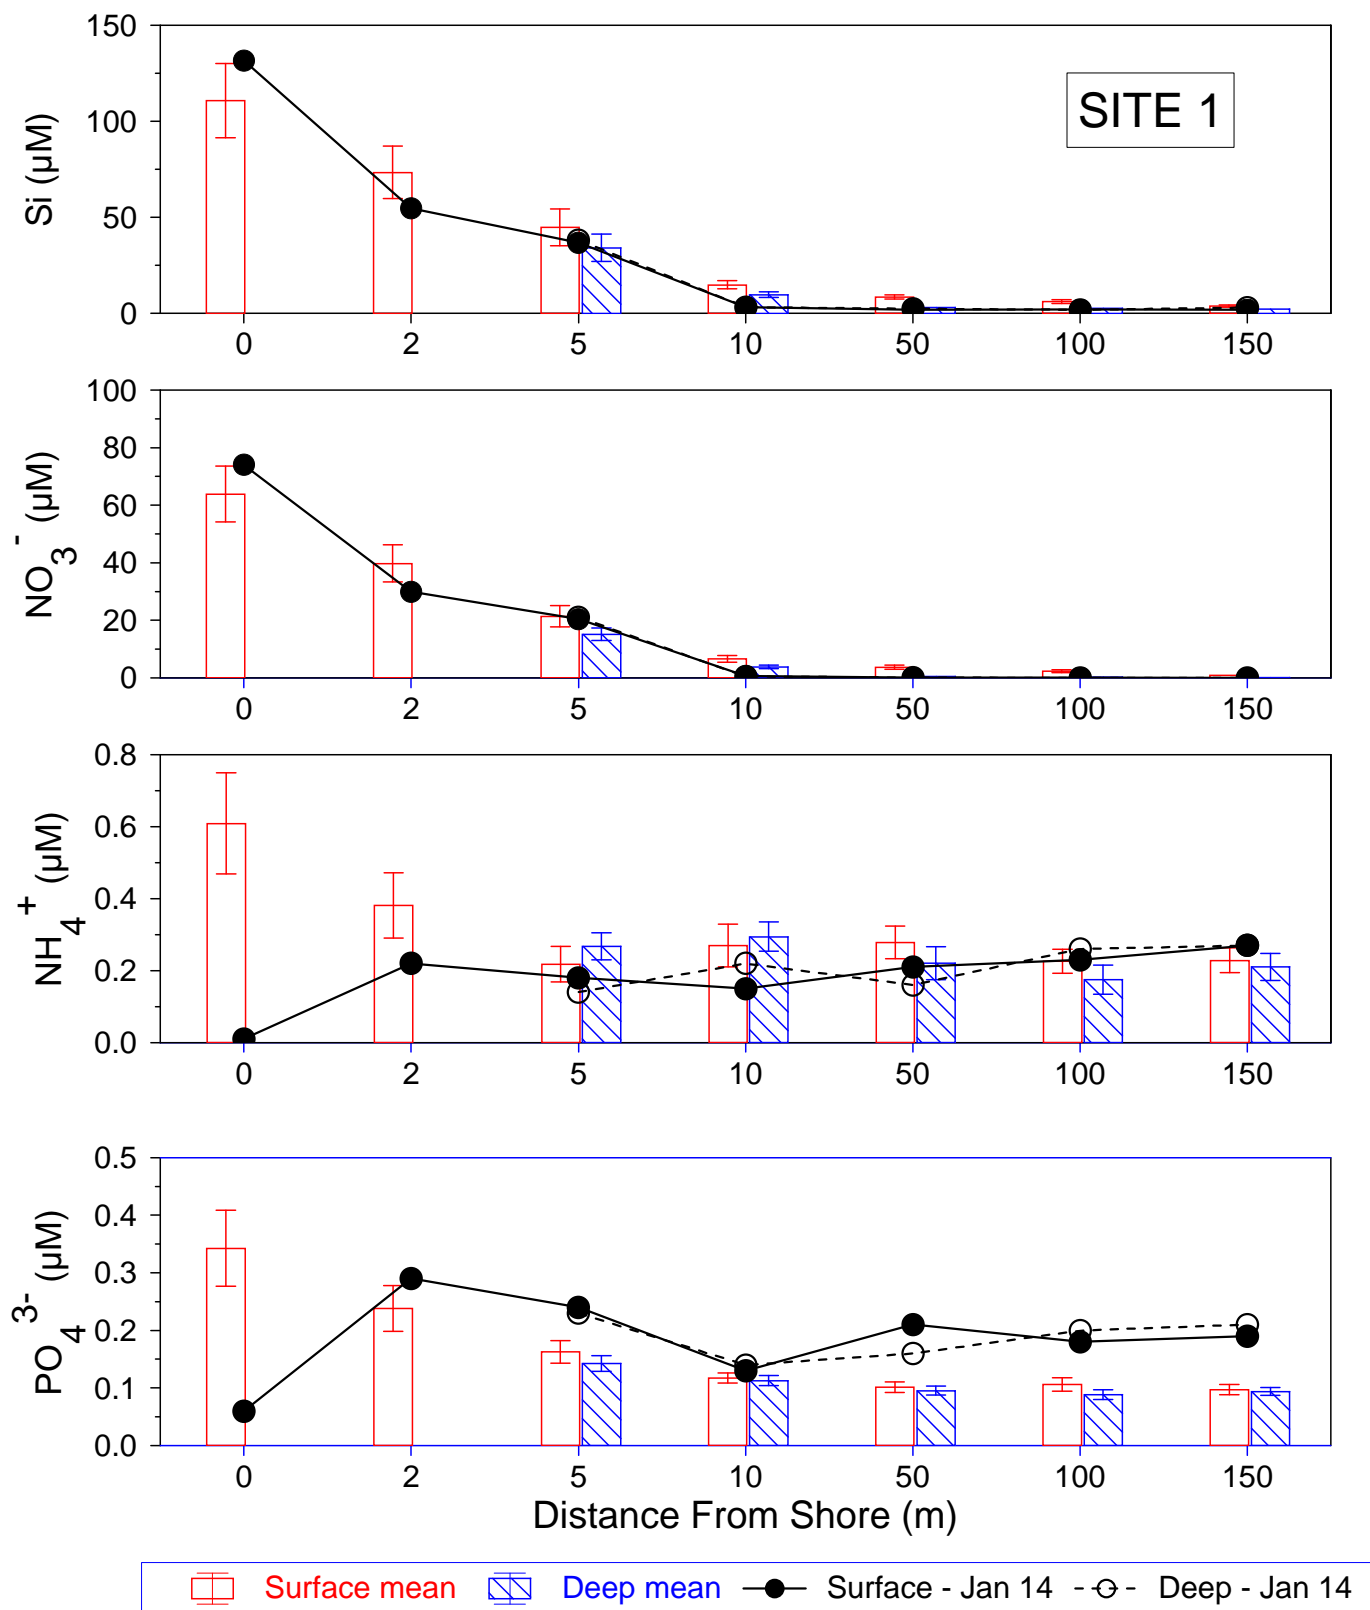 SITE 1
Si (µM)
150
100
50
0
0 2 5 10 50 100 150
NO3- (µM)
100
80
60
40
20
0
0 2 5 10 50 100 150
NH4+ (µM)
0.8
0.6
0.4
0.2
0.0
0 2 5 10 50 100 150
PO43- (µM)
0.5
0.4
0.3
0.2
0.1
0.0
0 2 5 10 50 100 150
Distance From Shore (m)
Surface mean Deep mean Surface - Jan 14 Deep - Jan 14